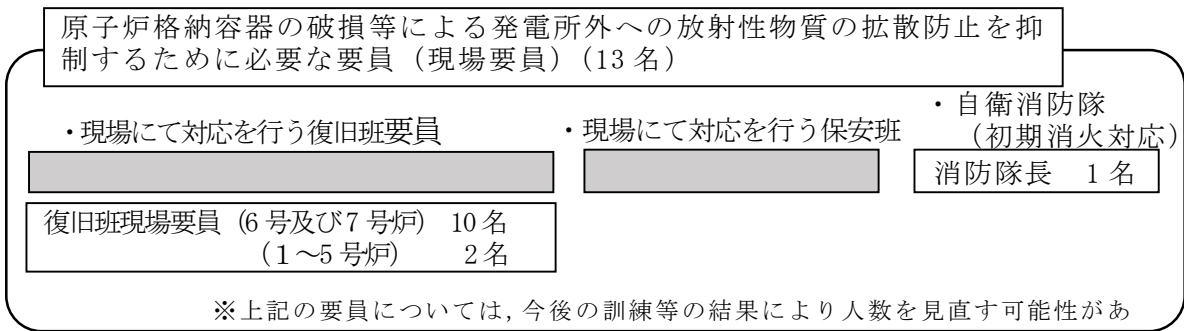 原子炉格納容器の破損等による発電所外への放射性物質の拡散防止を抑
制するために必要な要員（現場要員）（13 名）
・現場にて対応を行う復旧班要員
・現場にて対応を行う保安班
・自衛消防隊
（初期消火対応）
消防隊長 1 名
復旧班現場要員（6 号及び 7 号炉） 10 名
（1～5 号炉） 2 名
※上記の要員については，今後の訓練等の結果により人数を見直す可能性があ